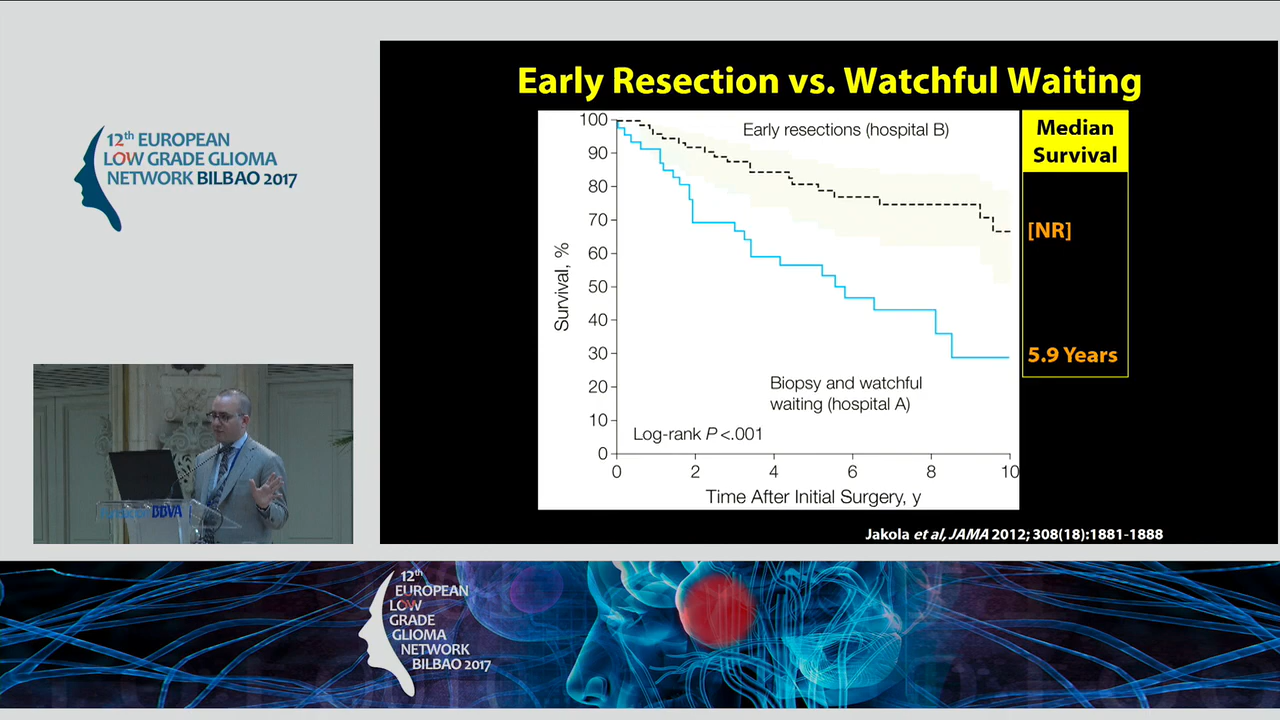 12th EUROPEAN
LOW GRADE GLIOMA
NETWORK BILBAO 2017
Early Resection vs. Watchful Waiting
Early resections (hospital B)
Biopsy and watchful
waiting (hospital A)
Log-rank P <.001
Survival, %
100
90
80
70
60
50
40
30
20
10
0
0 2 4 6 8 10
Time After Initial Surgery, y
Median
Survival
[NR]
5.9 Years
Jakola et al, JAMA 2012; 308(18):1881-1888
BBVA
12th
EUROPEAN
LOW
GRADE
GLIOMA
NETWORK
BILBAO 2017